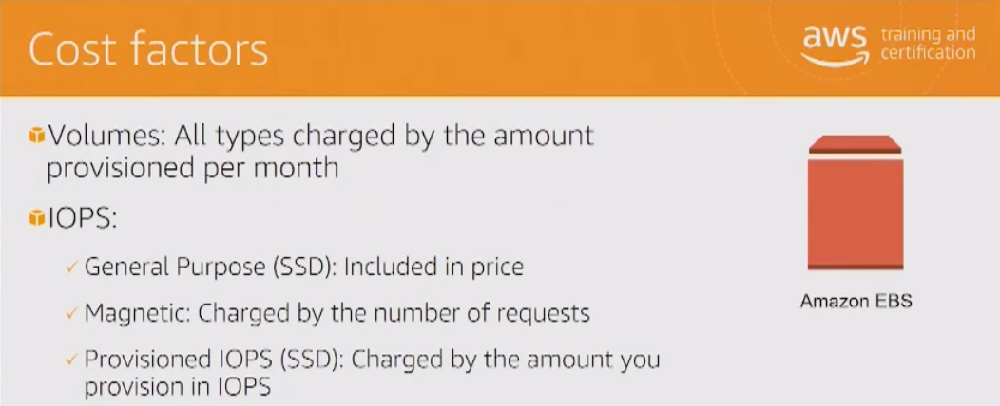 Cost factors
aws training and
certification
Volumes: All types charged by the amount
provisioned per month
IOPS:
General Purpose (SSD): Included in price
Magnetic: Charged by the number of requests
Provisioned IOPS (SSD): Charged by the amount you
provision in IOPS
Amazon EBS